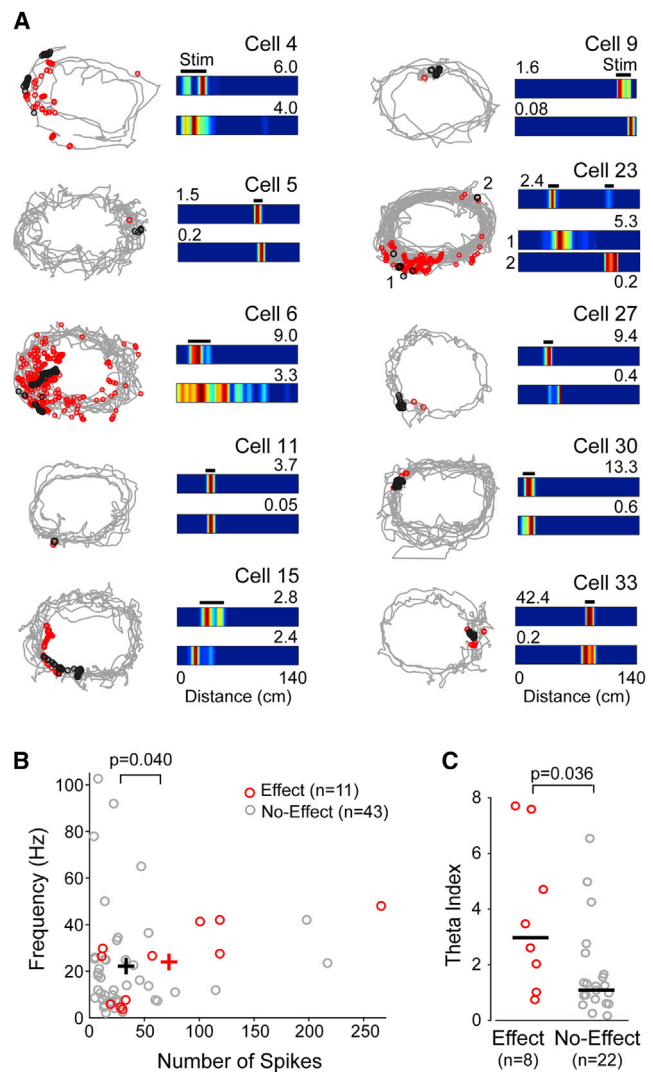 A
Cell 4
Stim
6.0
4.0
Cell 9
1.6
Stim
0.08
Cell 5
1.5
0.2
Cell 23
2.4
5.3
1
2
0.2
2
1
Cell 6
9.0
3.3
Cell 27
9.4
0.4
Cell 11
3.7
0.05
Cell 30
13.3
0.6
Cell 15
2.8
2.4
0
140
Distance (cm)
Cell 33
42.4
0.2
0
140
Distance (cm)
B
p=0.040
Effect (n=11)
No-Effect (n=43)
100
80
60
40
20
0
Frequency (Hz)
0 50 100 150 200 250
Number of Spikes
C
p=0.036
8
6
4
2
0
Theta Index
Effect No-Effect
(n=8) (n=22)